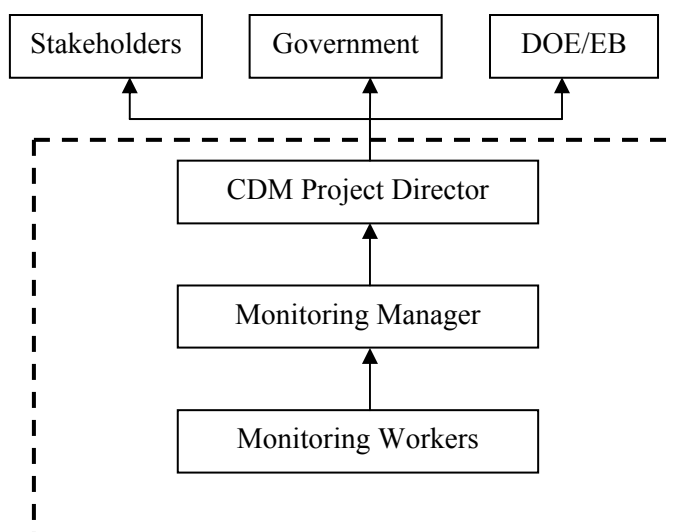 Stakeholders
Government
DOE/EB
CDM Project Director
Monitoring Manager
Monitoring Workers